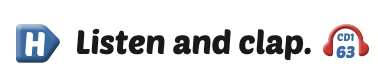 H Listen and clap. CD1
63